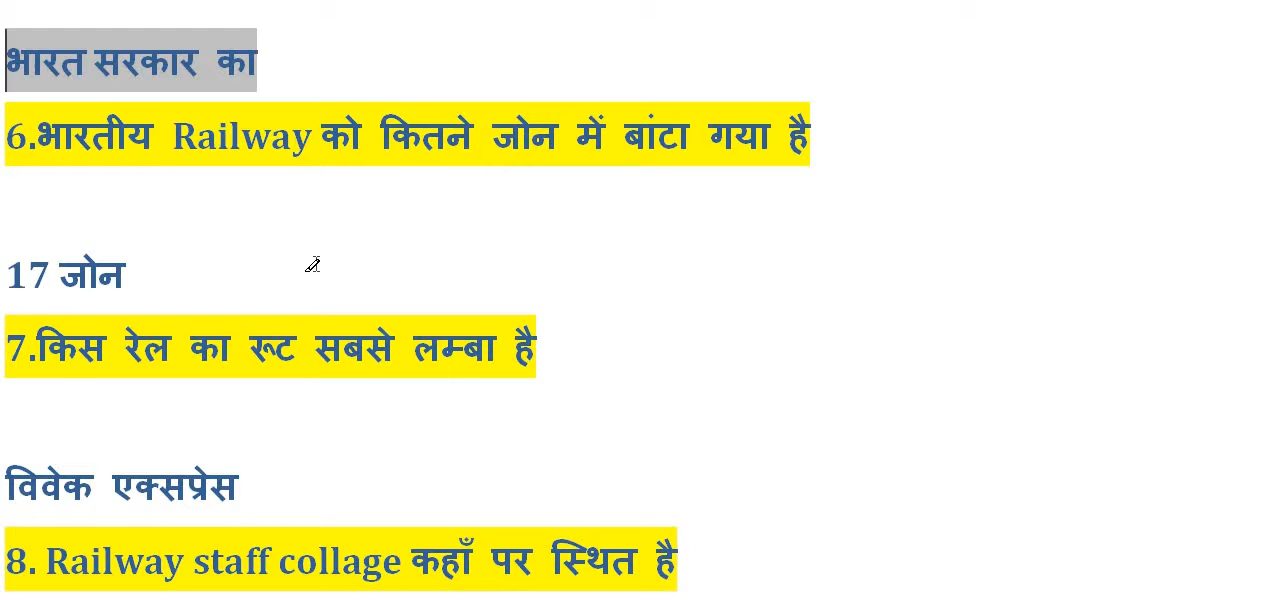 भारत सरकार का
6.भारतीय Railway को कितने जोन में बांटा गया है
17 जोन
7.किस रेल का रूट सबसे लम्बा है
विवेक एक्सप्रेस
8. Railway staff collage कहाँ पर स्थित है